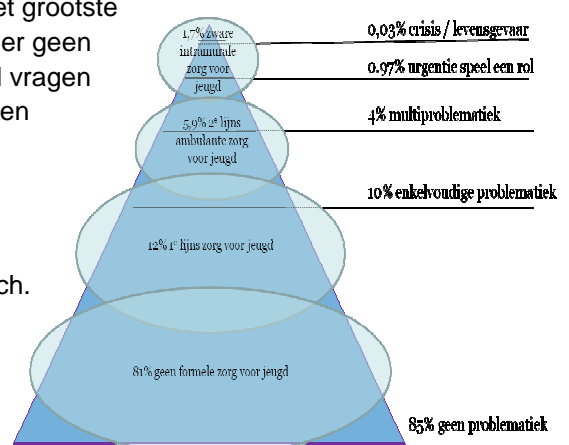 et grootste
er geen
l vragen
en
ch.
1,7% zware
intramurale
zorg voor
jeugd
5,9% 2e lijns
ambulante zorg
voor jeugd
12% 1e lijns zorg voor jeugd
81% geen formele zorg voor jeugd
0,03% crisis / levensgevaar
0.97% urgentie speel een rol
4% multiproblematiek
10% enkelvoudige problematiek
85% geen problematiek